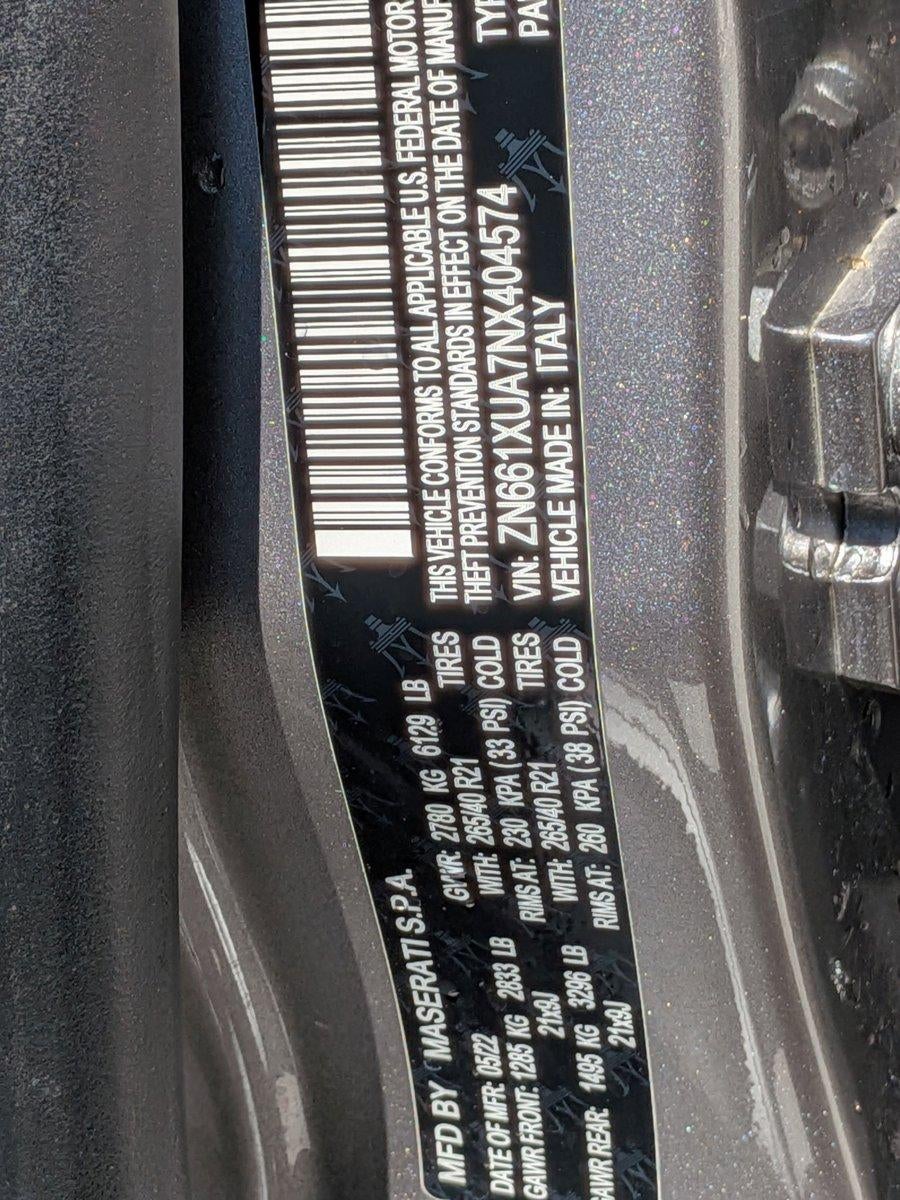 MFD BY MASERATI S.P.A.
DATE OF MFR: 05/22
GAWR FRONT: 1285 KG 2833 LB
21x9J
GAWR REAR: 1495 KG 3296 LB
21x9J
GVWR: 2780 KG 6129 LB
WITH: 265/40 R21 TIRES
RIMS AT: 230 KPA ( 33 PSI) COLD
WITH: 265/40 R21 TIRES
RIMS AT: 260 KPA ( 38 PSI) COLD
THIS VEHICLE CONFORMS TO ALL APPLICABLE U.S. FEDERAL MOTOR
THEFT PREVENTION STANDARDS IN EFFECT ON THE DATE OF MANUF
VIN: ZN661XUA7NX404574
VEHICLE MADE IN: ITALY
TYP
PA